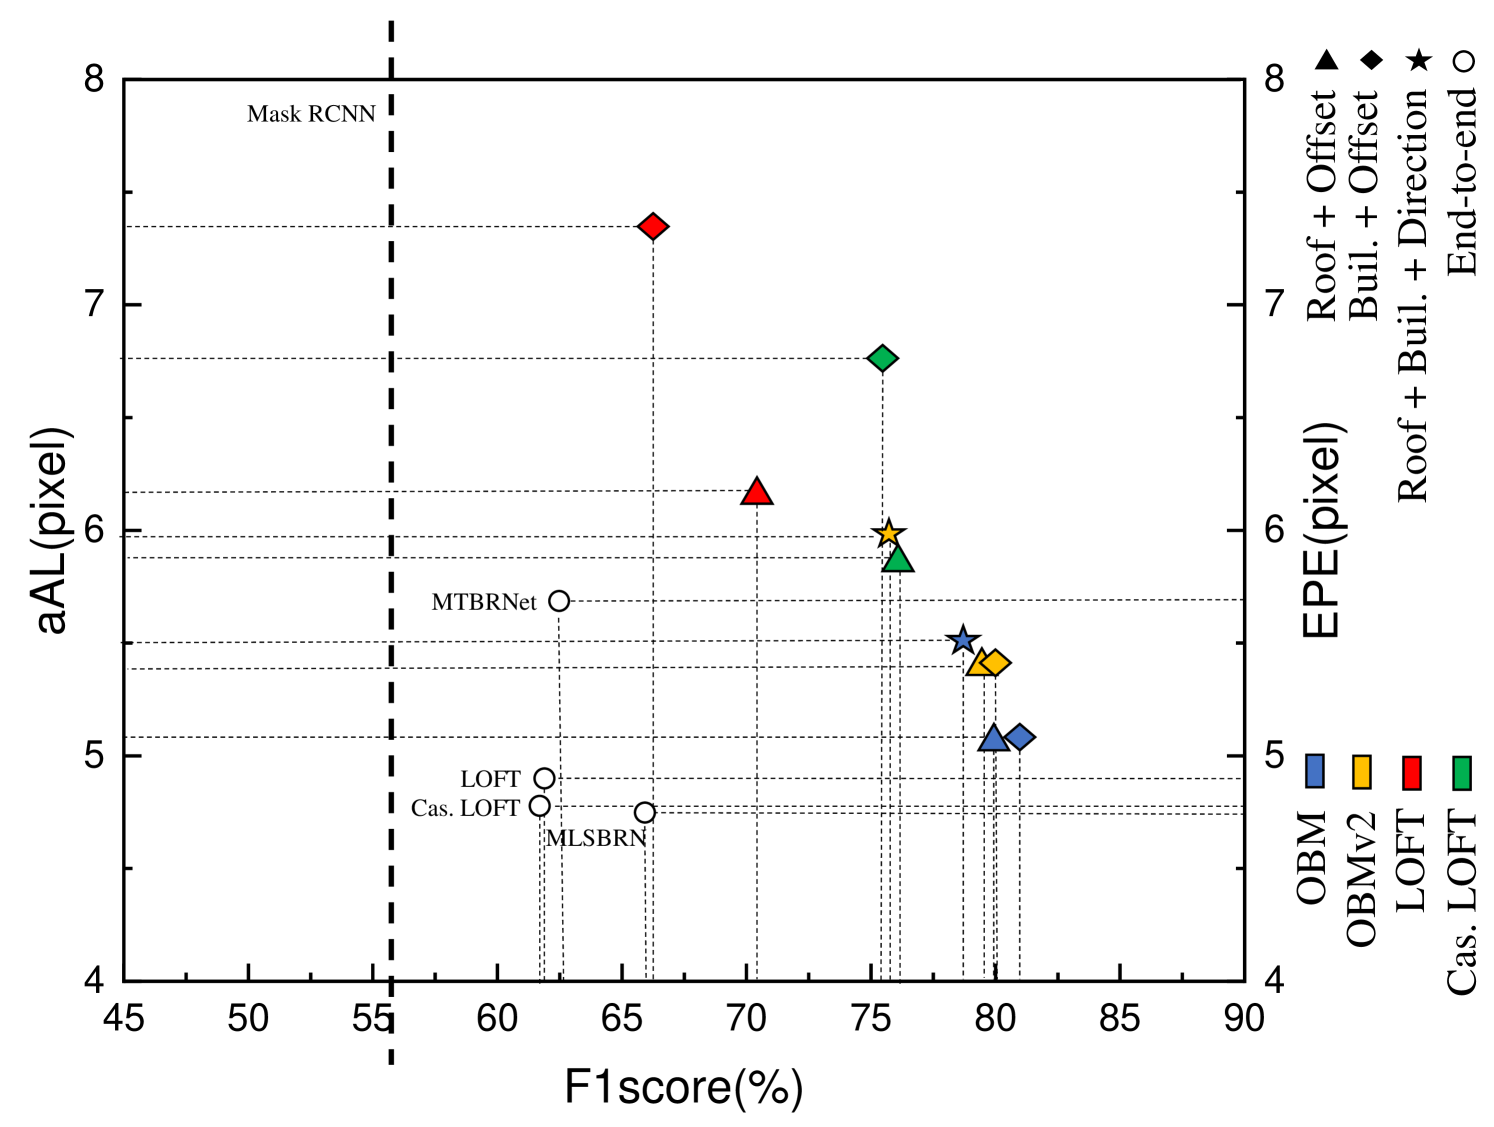 8
7
6
5
4
aAL(pixel)
Mask RCNN
MTBRNet
LOFT
Cas. LOFT
MLSBRN
45 50 55 60 65 70 75 80 85 90
F1score(%)
8
7
6
5
4
EPE(pixel)
Roof + Offset
Buil. + Offset
Roof + Buil. + Direction
End-to-end
OBM
OBMv2
LOFT
Cas. LOFT